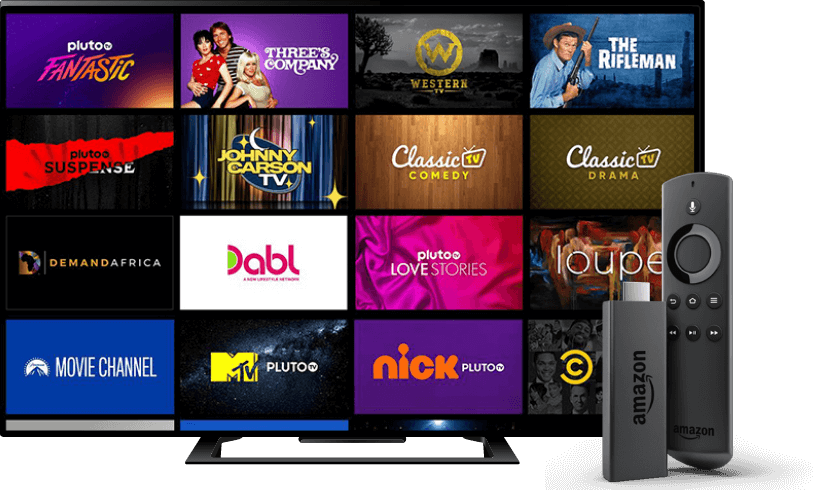 pluto tv
FANTASTIC
THREE'S
COMPANY
WESTERN
TV
THE
RIFLEMAN
pluto tv
SUSPENSE
JOHNNY
CARSON
TV
Classic TV
COMEDY
Classic TV
DRAMA
DEMANDAFRICA
Dabl
A NEW LIFESTYLE NETWORK
pluto tv
LOVE STORIES
loupe
MOVIE CHANNEL
MTV PLUTO TV
nick PLUTO TV
amazon
amazon